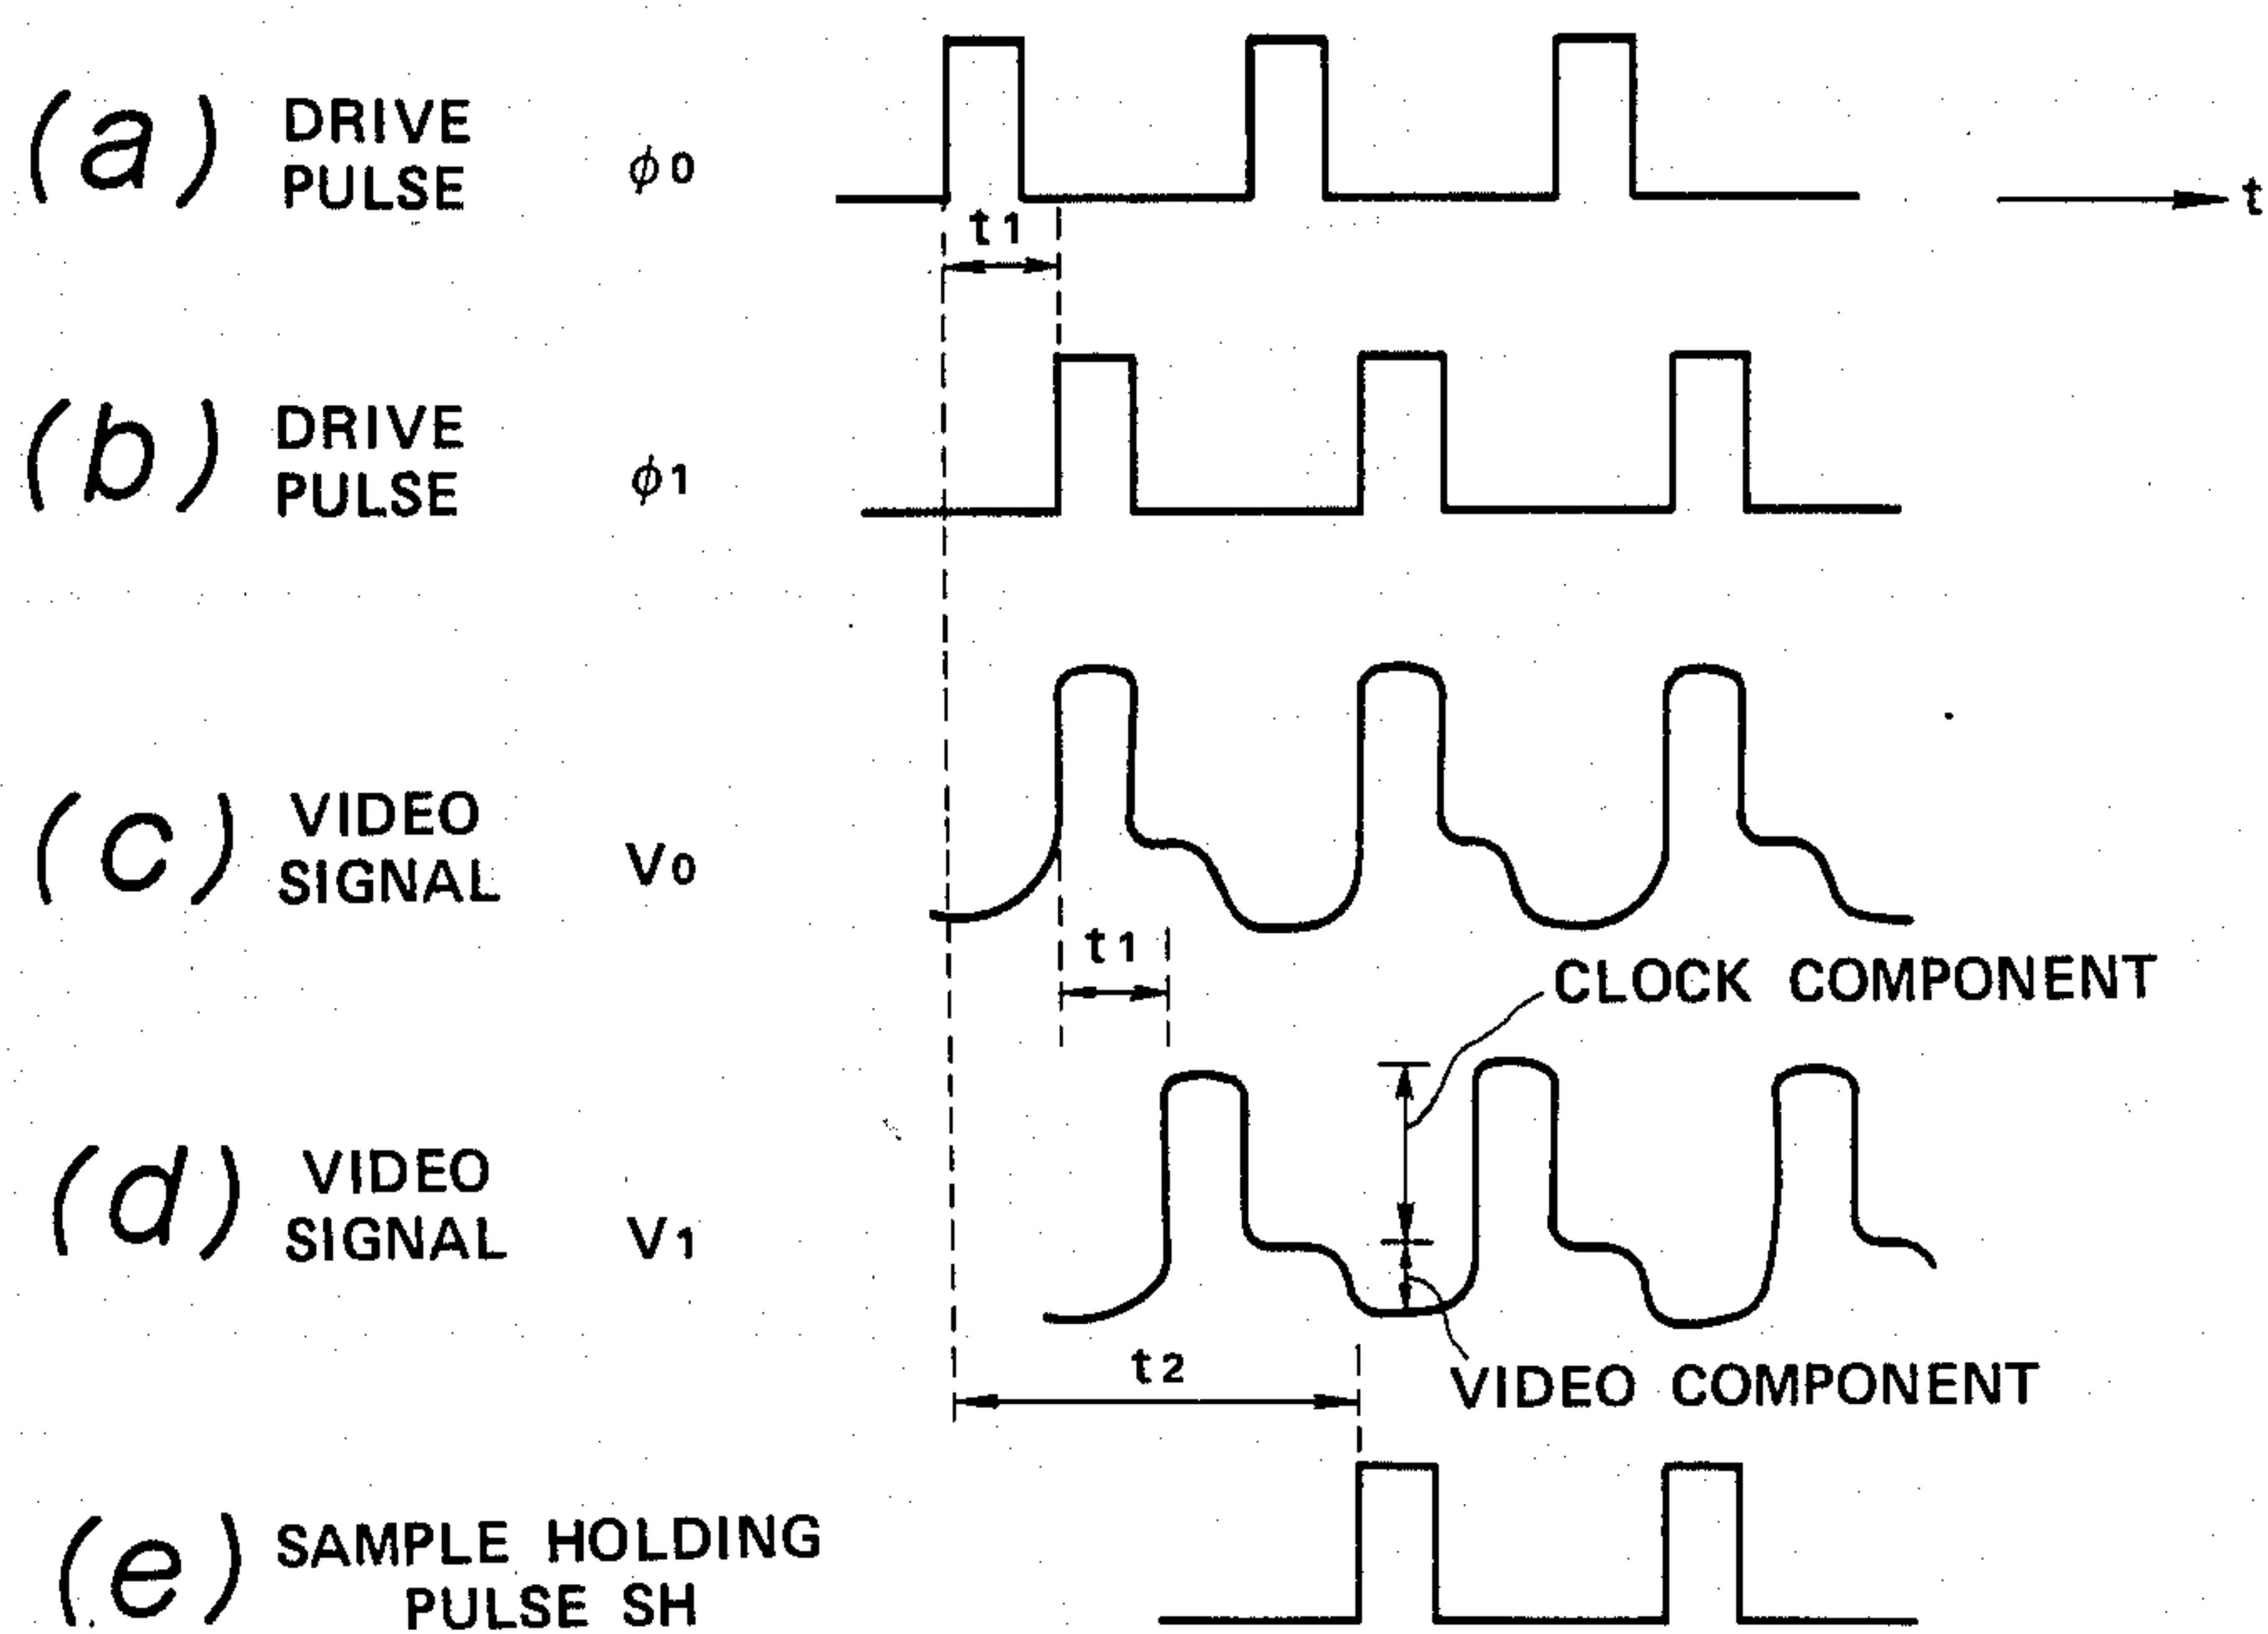 (a) DRIVE PULSE φ0
t
t1
(b) DRIVE PULSE φ1
(c) VIDEO SIGNAL V0
t1
CLOCK COMPONENT
(d) VIDEO SIGNAL V1
t2
VIDEO COMPONENT
(e) SAMPLE HOLDING PULSE SH